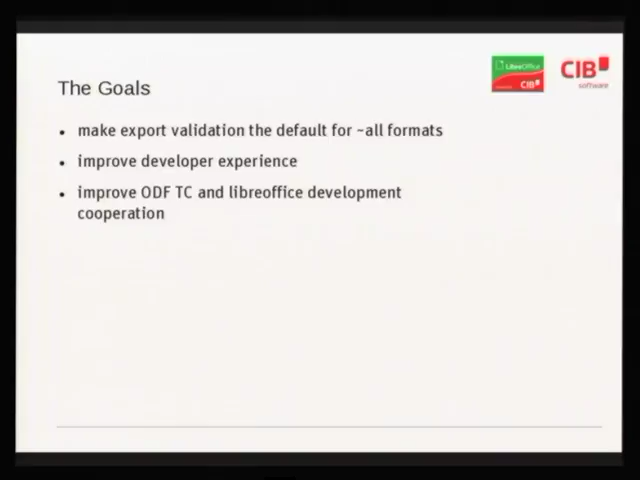 The Goals
LibreOffice
CIB
CIB
software
• make export validation the default for ~all formats
• improve developer experience
• improve ODF TC and libreoffice development
cooperation